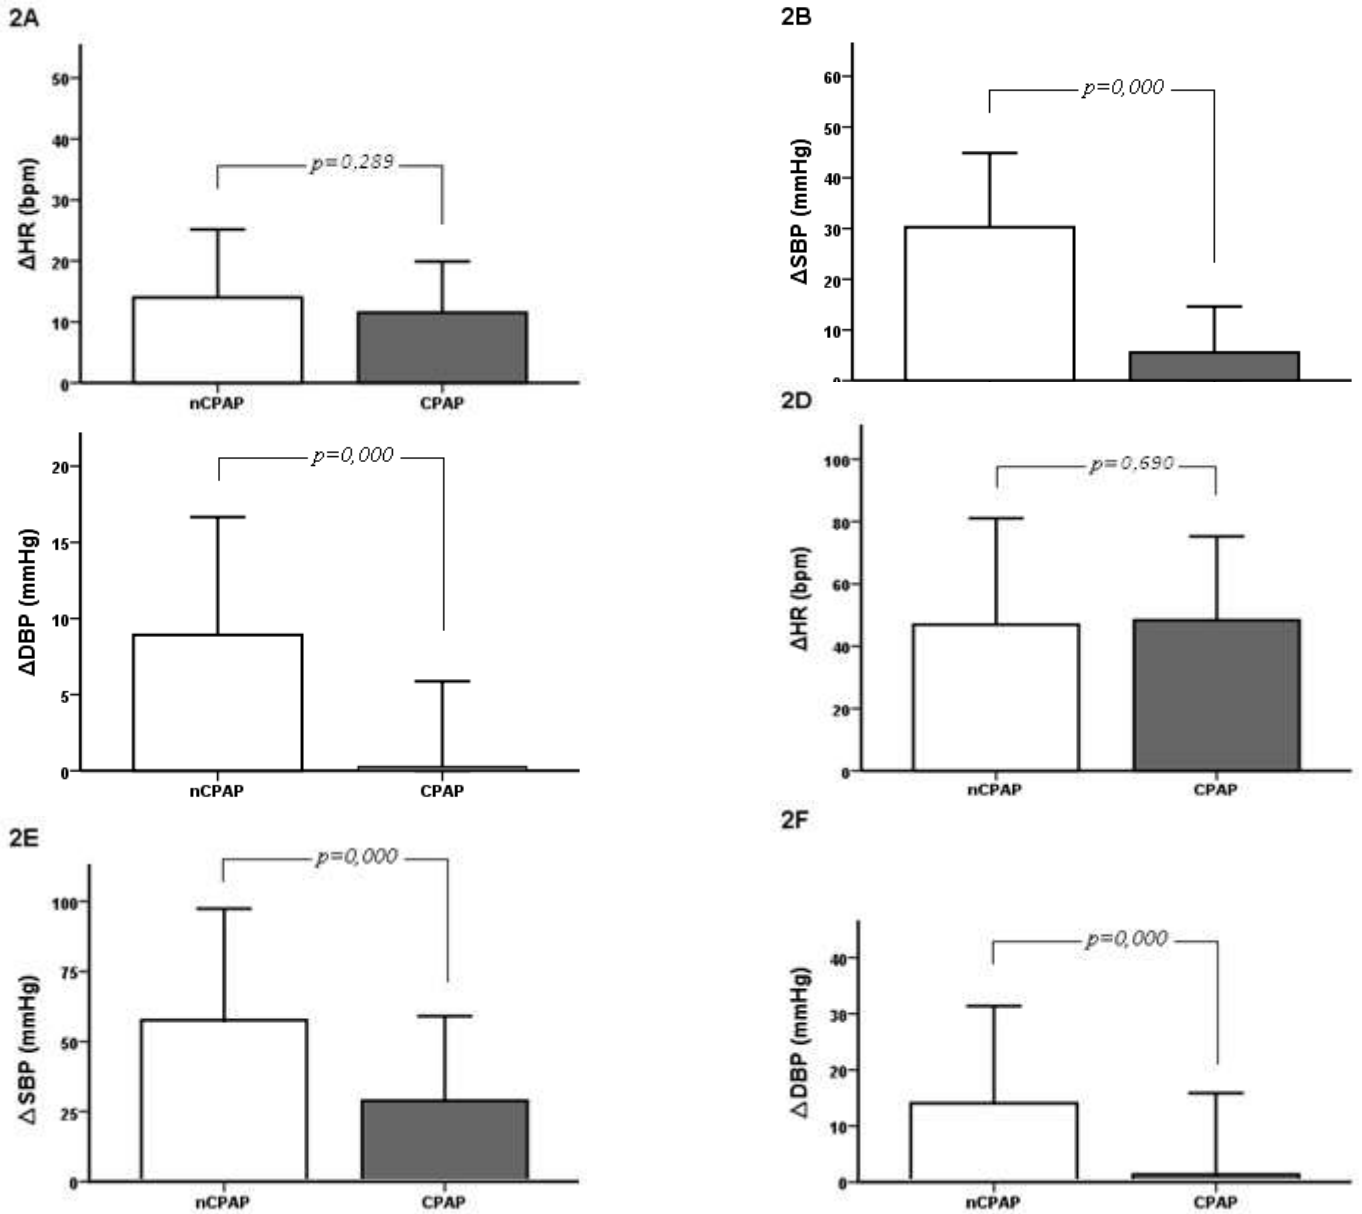 2A
50
40
30
20
10
0
ΔHR (bpm)
p=0,289
nCPAP CPAP
2B
60
50
40
30
20
10
0
ΔSBP (mmHg)
p=0,000
20
15
10
5
0
ΔDBP (mmHg)
p=0,000
nCPAP CPAP
2D
100
80
60
40
20
0
ΔHR (bpm)
p=0,690
nCPAP CPAP
2E
100
75
50
25
0
ΔSBP (mmHg)
p=0,000
nCPAP CPAP
2F
40
30
20
10
0
ΔDBP (mmHg)
p=0,000
nCPAP CPAP